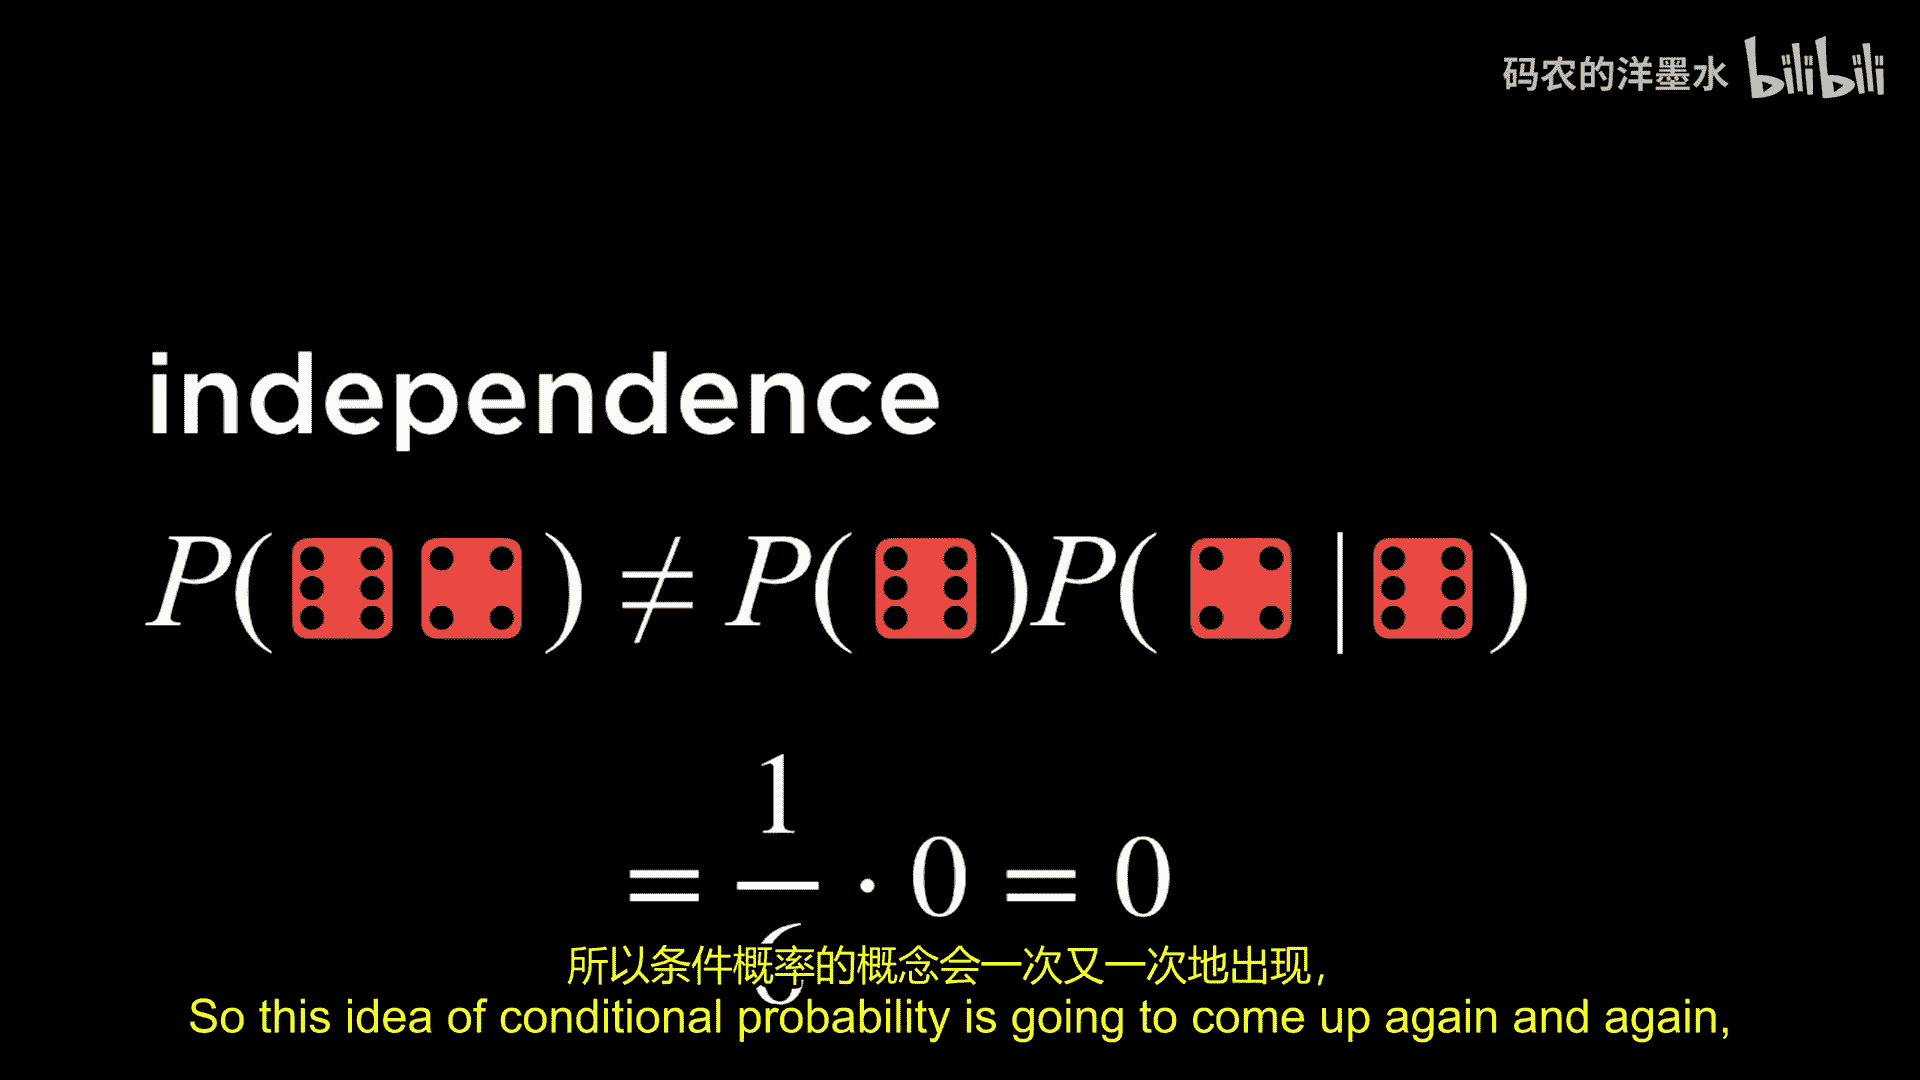 码农的洋墨水 bilibili
independence
P( ) ≠ P( )P( | )
= 1/6 · 0 = 0
所以条件概率的概念会一次又一次地出现，
So this idea of conditional probability is going to come up again and again,